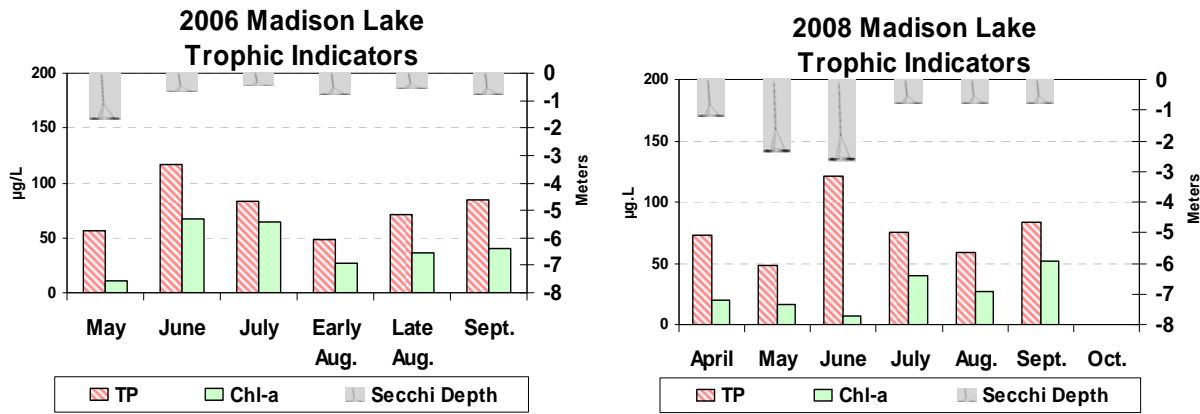 2006 Madison Lake
Trophic Indicators
200
150
100
50
0
µg/L
0
-1
-2
-3
-4
-5
-6
-7
-8
Meters
May June July Early Aug. Late Aug. Sept.
TP Chl-a Secchi Depth
2008 Madison Lake
Trophic Indicators
200
150
100
50
0
µg.L
0
-1
-2
-3
-4
-5
-6
-7
-8
Meters
April May June July Aug. Sept. Oct.
TP Chl-a Secchi Depth